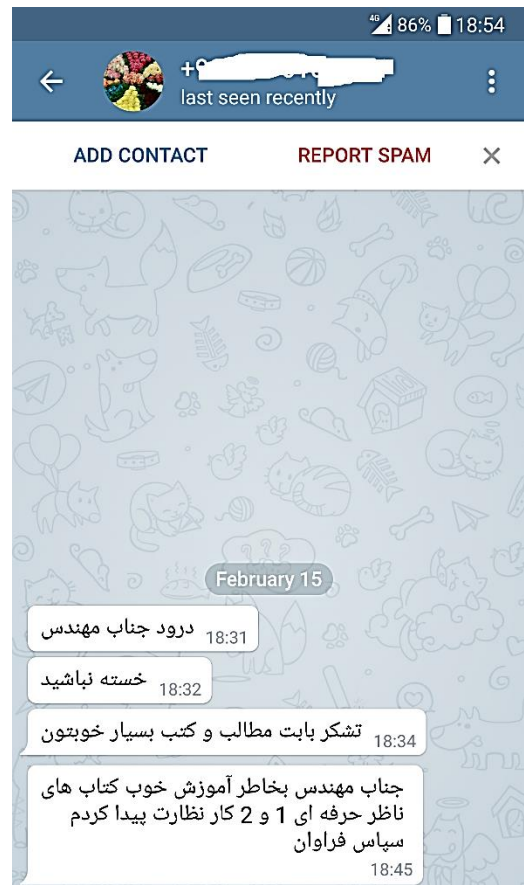 4G 86% 18:54
+9
last seen recently
ADD CONTACT REPORT SPAM
February 15
درود جناب مهندس 18:31
خسته نباشید 18:32
تشکر بابت مطالب و کتب بسیار خوبتون 18:34
جناب مهندس بخاطر آموزش خوب کتاب های
ناظر حرفه ای 1 و 2 کار نظارت پیدا کردم
سپاس فراوان
18:45